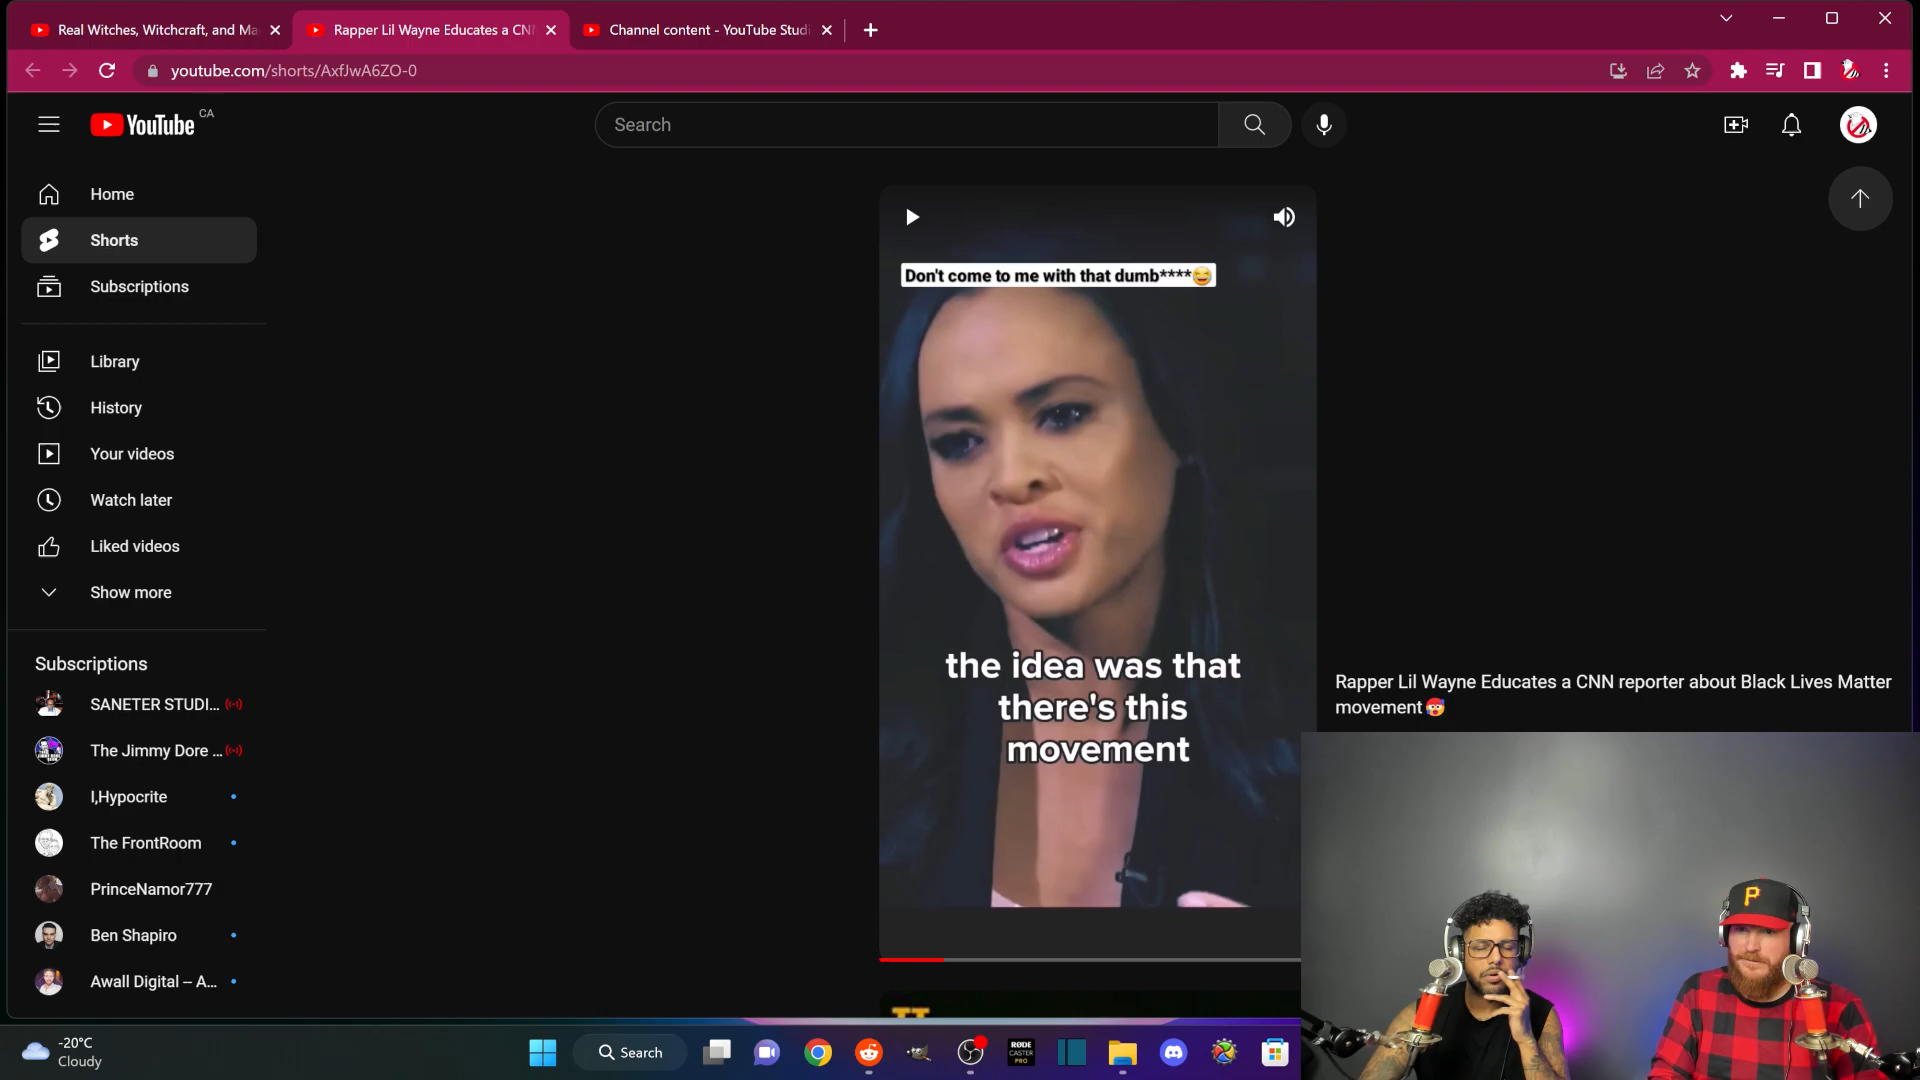 Real Witches, Witchcraft, and Ma
Rapper Lil Wayne Educates a CN
Channel content - YouTube Studi
youtube.com/shorts/AxfJwA6ZO-0
YouTube CA
Search
Home
Shorts
Subscriptions
Library
History
Your videos
Watch later
Liked videos
Show more
Subscriptions
SANETER STUDI...
The Jimmy Dore ...
I,Hypocrite
The FrontRoom
PrinceNamor777
Ben Shapiro
Awall Digital -- A...
Don't come to me with that dumb****😂
the idea was that
there's this
movement
Rapper Lil Wayne Educates a CNN reporter about Black Lives Matter
movement🥵
P
-20°C
Cloudy
Search
RØDE
CASTER
PRO